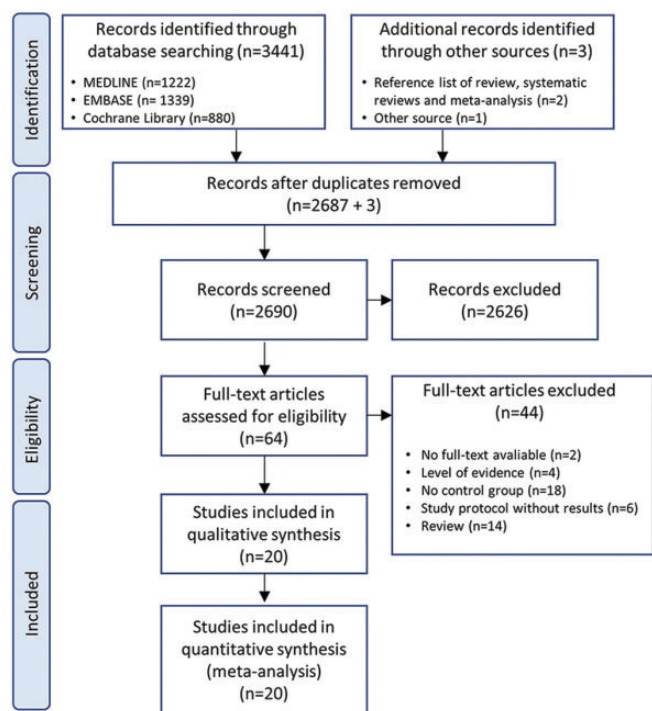 Identification
Records identified through
database searching (n=3441)
• MEDLINE (n=1222)
• EMBASE (n= 1339)
• Cochrane Library (n=880)
Additional records identified
through other sources (n=3)
• Reference list of review, systematic
reviews and meta-analysis (n=2)
• Other source (n=1)
Records after duplicates removed
(n=2687 + 3)
Screening
Records screened
(n=2690)
Records excluded
(n=2626)
Eligibility
Full-text articles
assessed for eligibility
(n=64)
Full-text articles excluded
(n=44)
• No full-text avaliable (n=2)
• Level of evidence (n=4)
• No control group (n=18)
• Study protocol without results (n=6)
• Review (n=14)
Studies included in
qualitative synthesis
(n=20)
Included
Studies included in
quantitative synthesis
(meta-analysis)
(n=20)